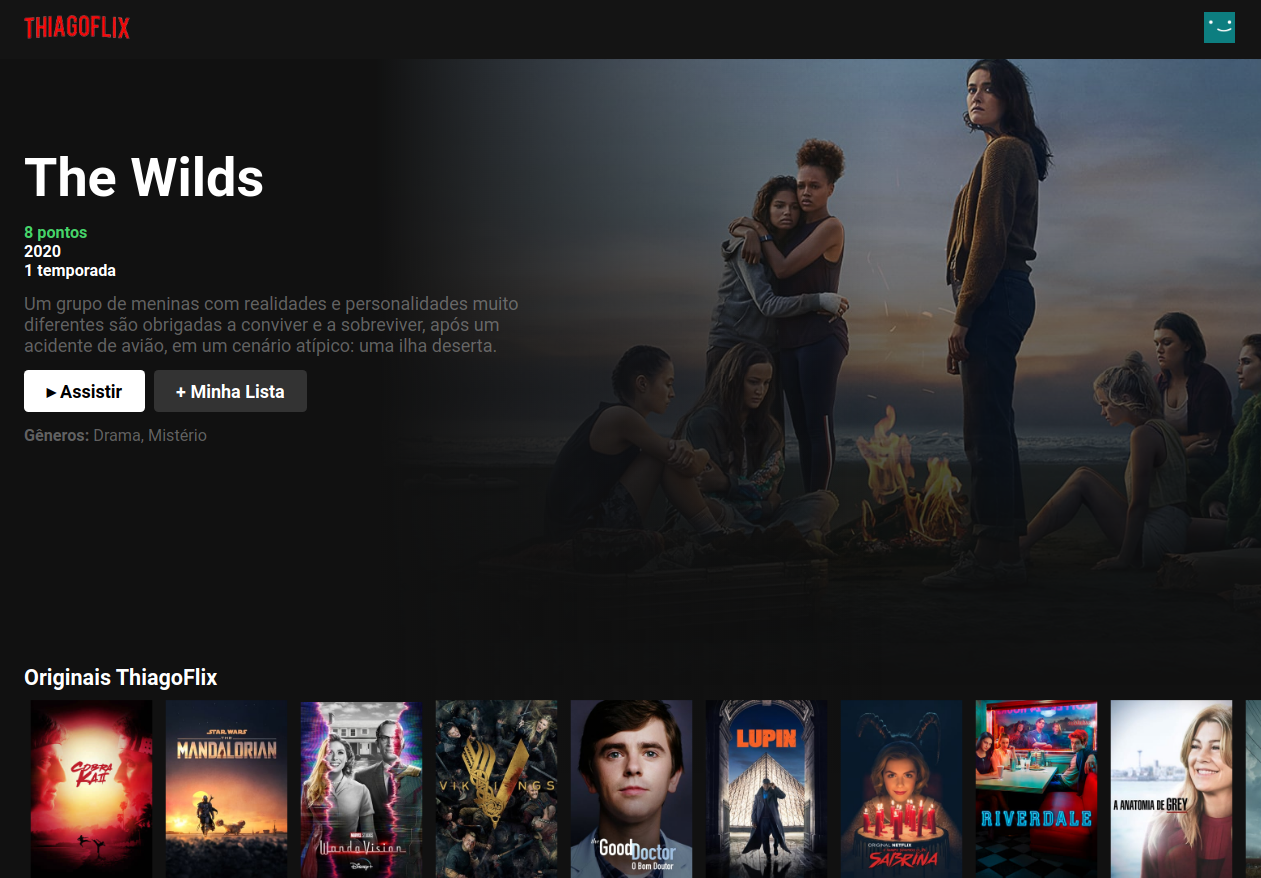 THIAGOFLIX
The Wilds
8 pontos
2020
1 temporada
Um grupo de meninas com realidades e personalidades muito
diferentes são obrigadas a conviver e a sobreviver, após um
acidente de avião, em um cenário atípico: uma ilha deserta.
▸ Assistir
+ Minha Lista
Gêneros: Drama, Mistério
Originais ThiagoFlix
COBRA
KAI
STAR WARS
THE
MANDALORIAN
MARVEL STUDIOS
WandaVision
Disney+
VIKINGS
the Good Doctor
O Bom Doutor
LUPIN
ORIGINAL NETFLIX
SABRINA
RIVERDALE
A ANATOMIA DE GREY